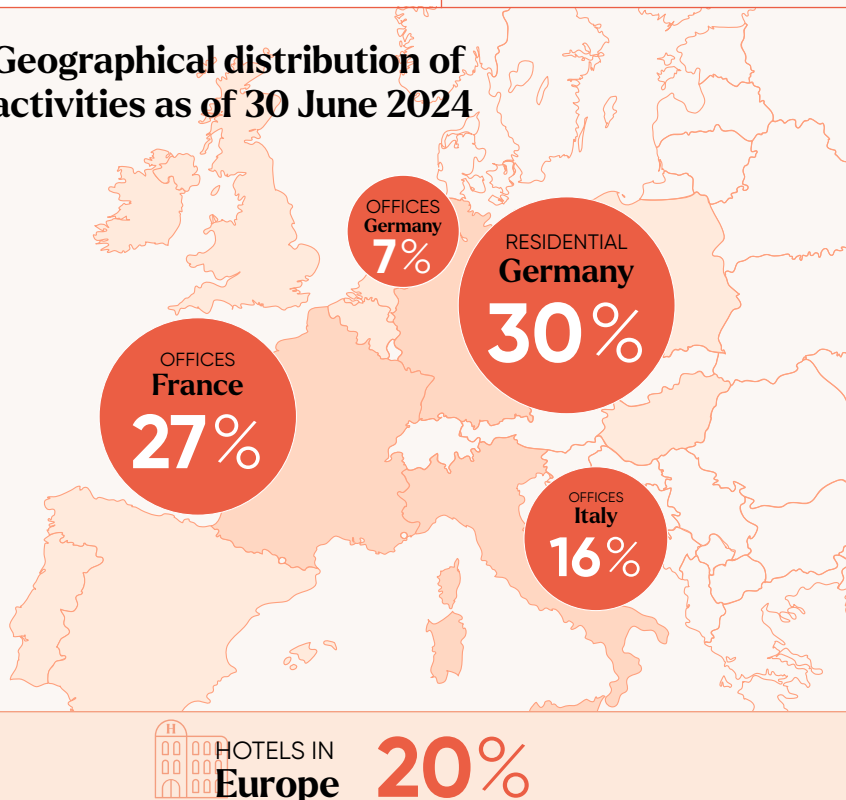 Geographical distribution of
activities as of 30 June 2024
OFFICES
Germany
7%
RESIDENTIAL
Germany
30%
OFFICES
France
27%
OFFICES
Italy
16%
H
HOTELS IN
Europe
20%